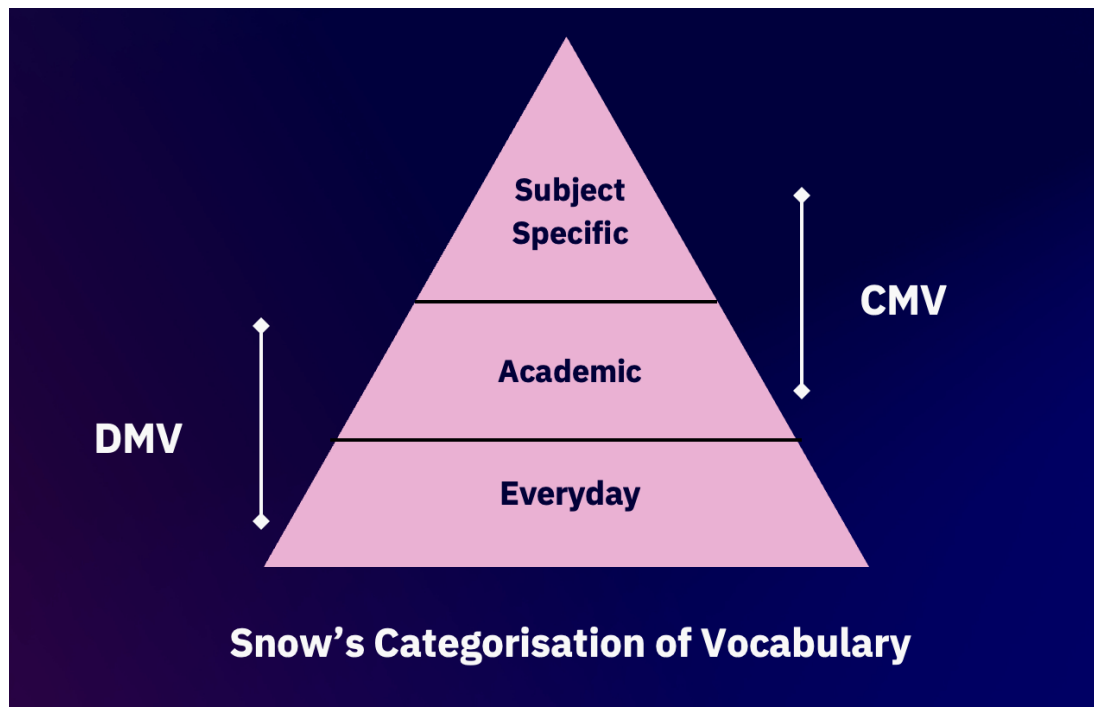 Subject
Specific
CMV
Academic
DMV
Everyday
Snow’s Categorisation of Vocabulary